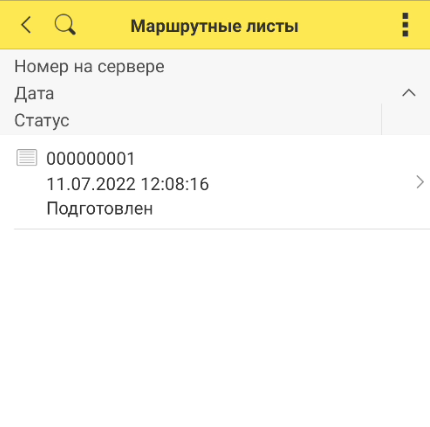 Маршрутные листы
Номер на сервере
Дата
Статус
000000001
11.07.2022 12:08:16
Подготовлен